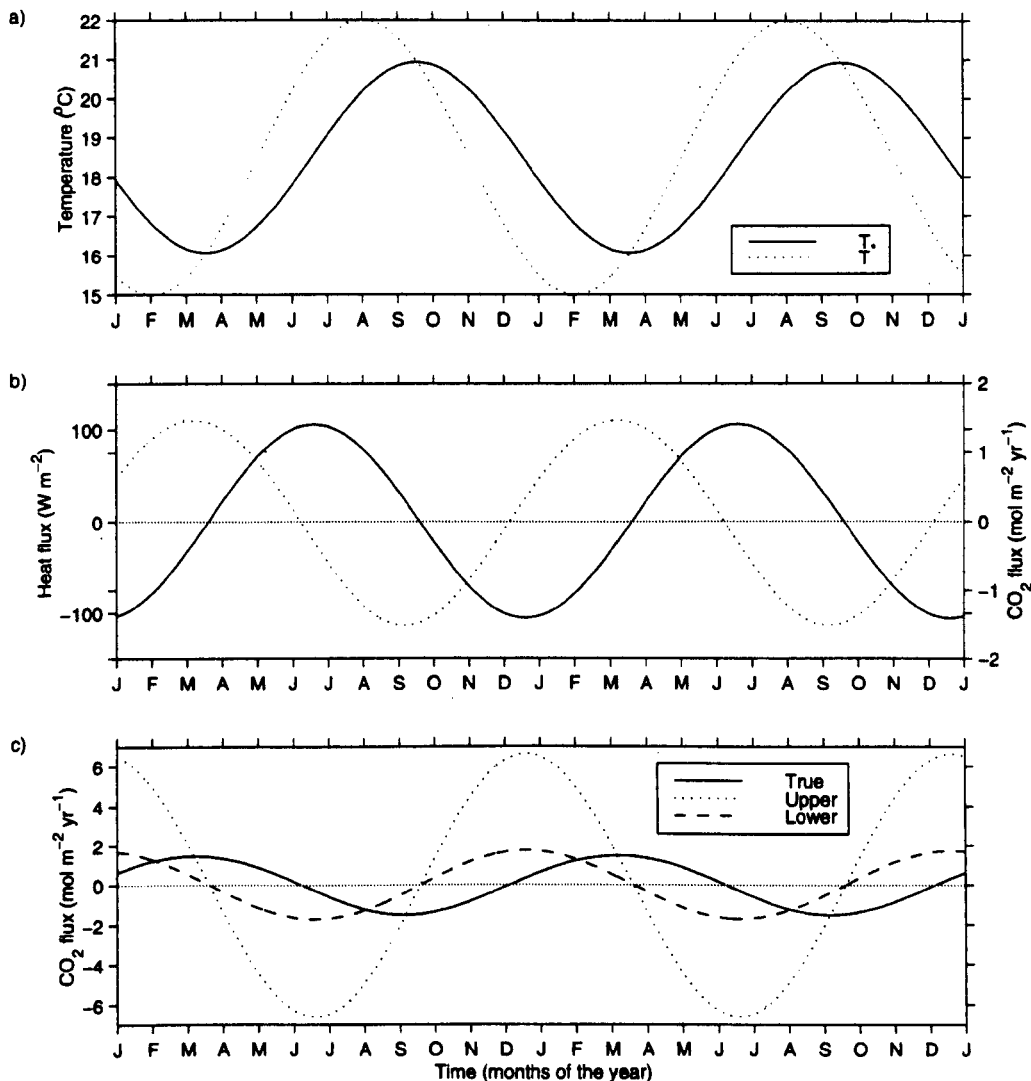 a)
J F M A M J J A S O N D J F M A M J J A S O N D J
22
21
20
19
18
17
16
15
Temperature (ºC)
T*
T
J F M A M J J A S O N D J F M A M J J A S O N D J
b)
100
0
-100
Heat flux (W m⁻²)
2
1
0
-1
-2
CO₂ flux (mol m⁻² yr⁻¹)
J F M A M J J A S O N D J F M A M J J A S O N D J
c)
6
4
2
0
-2
-4
-6
CO₂ flux (mol m⁻² yr⁻¹)
True
Upper
Lower
J F M A M J J A S O N D J F M A M J J A S O N D J
Time (months of the year)